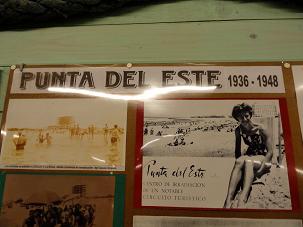 PUNTA DEL ESTE 1936 - 1948
Punta del Este
CENTRO DE IRRADIACION
DE UN NOTABLE
CIRCUITO TURISTICO